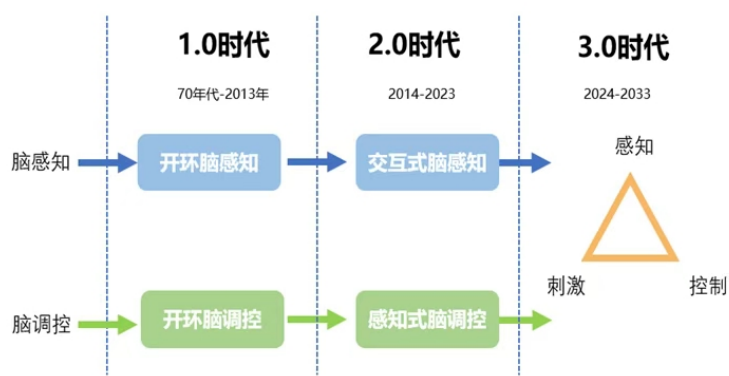 1.0时代
2.0时代
3.0时代
70年代-2013年
2014-2023
2024-2033
脑感知
开环脑感知
交互式脑感知
感知
刺激
控制
脑调控
开环脑调控
感知式脑调控